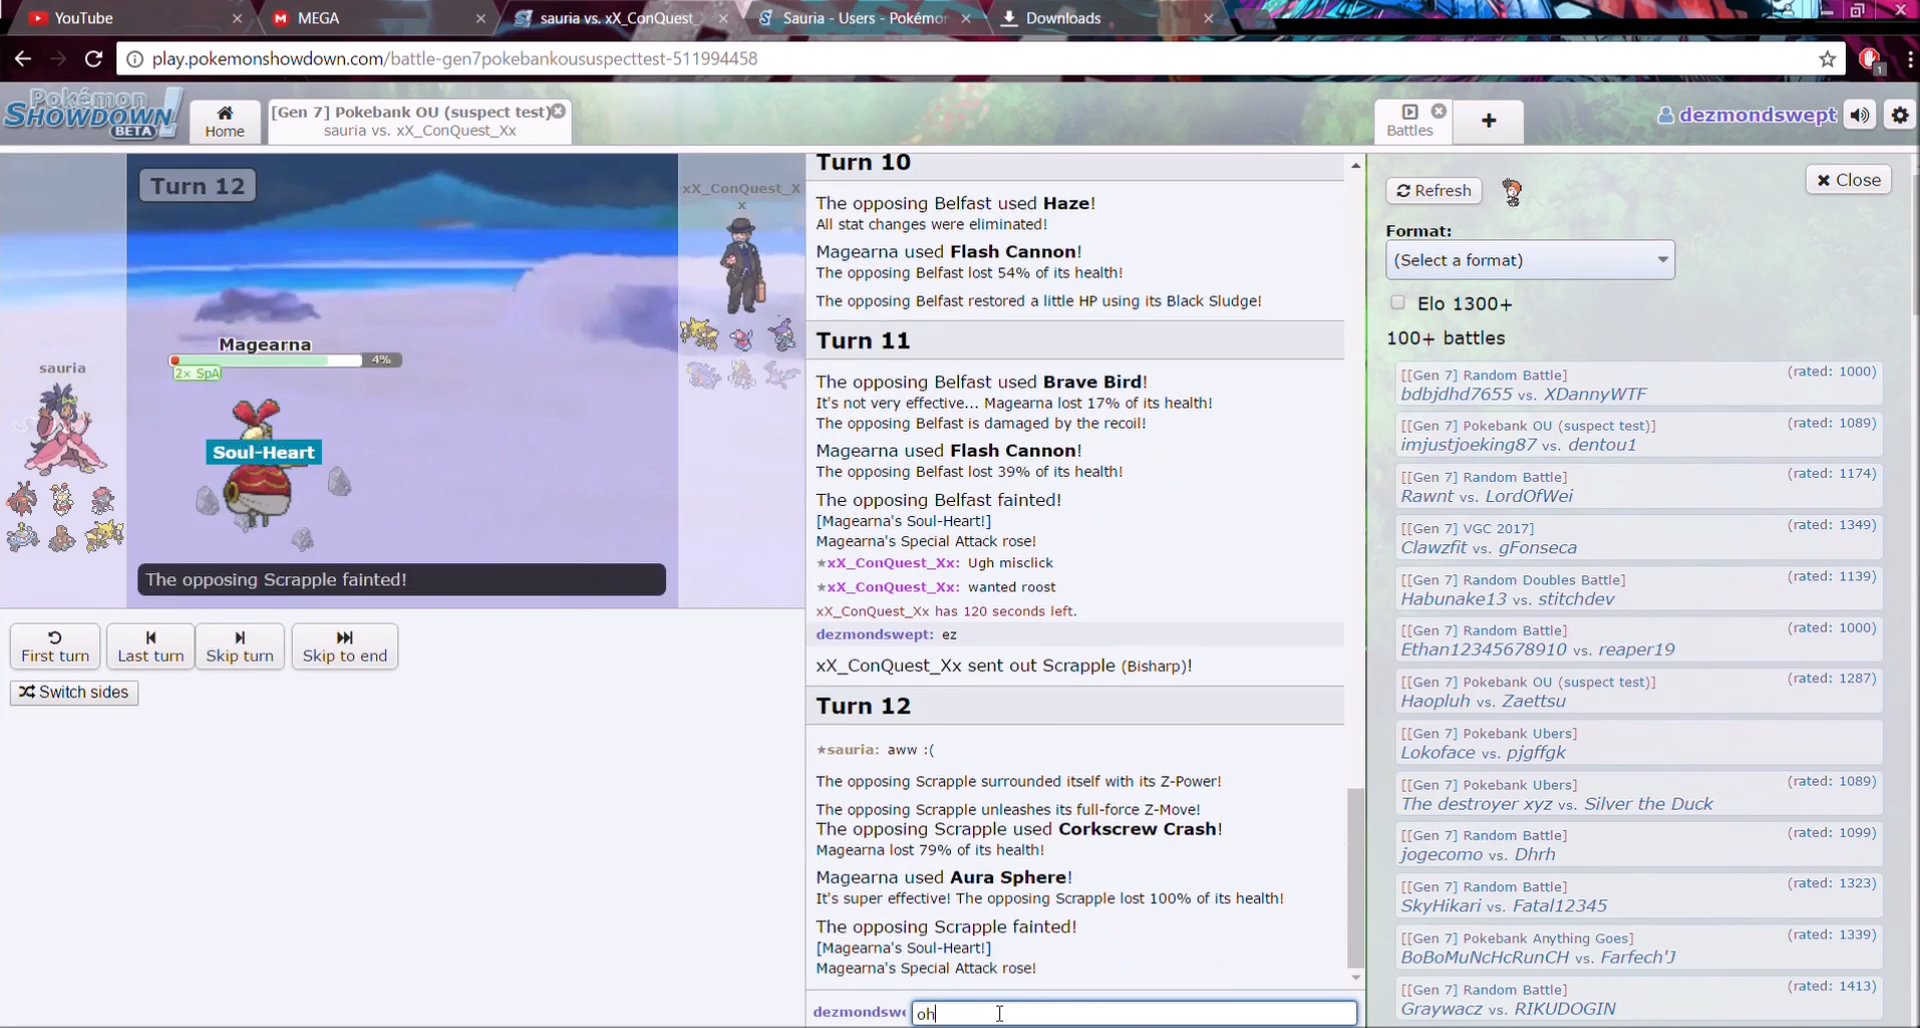 YouTube
MEGA
sauria vs. xX_ConQuest_
Sauria - Users - Pokémon
Downloads
play.pokemonshowdown.com/battle-gen7pokebankoususpecttest-511994458
1
Pokémon
SHOWDOWN!
BETA
Home
[Gen 7] Pokebank OU (suspect test)
sauria vs. xX_ConQuest_Xx
Battles
+
dezmondswept
Turn 12
Magearna
4%
2x SpA
Soul-Heart
The opposing Scrapple fainted!
sauria
xX_ConQuest_X
x
First turn
Last turn
Skip turn
Skip to end
Switch sides
Turn 10
The opposing Belfast used Haze!
All stat changes were eliminated!
Magearna used Flash Cannon!
The opposing Belfast lost 54% of its health!
The opposing Belfast restored a little HP using its Black Sludge!
Turn 11
The opposing Belfast used Brave Bird!
It's not very effective... Magearna lost 17% of its health!
The opposing Belfast is damaged by the recoil!
Magearna used Flash Cannon!
The opposing Belfast lost 39% of its health!
The opposing Belfast fainted!
[Magearna's Soul-Heart!]
Magearna's Special Attack rose!
★xX_ConQuest_Xx: Ugh misclick
★xX_ConQuest_Xx: wanted roost
xX_ConQuest_Xx has 120 seconds left.
dezmondswept: ez
xX_ConQuest_Xx sent out Scrapple (Bisharp)!
Turn 12
★sauria: aww :(
The opposing Scrapple surrounded itself with its Z-Power!
The opposing Scrapple unleashes its full-force Z-Move!
The opposing Scrapple used Corkscrew Crash!
Magearna lost 79% of its health!
Magearna used Aura Sphere!
It's super effective! The opposing Scrapple lost 100% of its health!
The opposing Scrapple fainted!
[Magearna's Soul-Heart!]
Magearna's Special Attack rose!
dezmondswe
oh
Refresh
Close
Format:
(Select a format)
Elo 1300+
100+ battles
[[Gen 7] Random Battle] (rated: 1000)
bdbjdhd7655 vs. XDannyWTF
[[Gen 7] Pokebank OU (suspect test)] (rated: 1089)
imjustjoeking87 vs. dentou1
[[Gen 7] Random Battle] (rated: 1174)
Rawnt vs. LordOfWei
[[Gen 7] VGC 2017] (rated: 1349)
Clawzfit vs. gFonseca
[[Gen 7] Random Doubles Battle] (rated: 1139)
Habunake13 vs. stitchdev
[[Gen 7] Random Battle] (rated: 1000)
Ethan12345678910 vs. reaper19
[[Gen 7] Pokebank OU (suspect test)] (rated: 1287)
Haopluh vs. Zaettsu
[[Gen 7] Pokebank Ubers]
Lokoface vs. pjgffgk
[[Gen 7] Pokebank Ubers] (rated: 1089)
The destroyer xyz vs. Silver the Duck
[[Gen 7] Random Battle] (rated: 1099)
jogecomo vs. Dhrh
[[Gen 7] Random Battle] (rated: 1323)
SkyHikari vs. Fatal12345
[[Gen 7] Pokebank Anything Goes] (rated: 1339)
BoBoMuNcHcRunCH vs. Farfech'J
[[Gen 7] Random Battle] (rated: 1413)
Graywacz vs. RIKUDOGIN